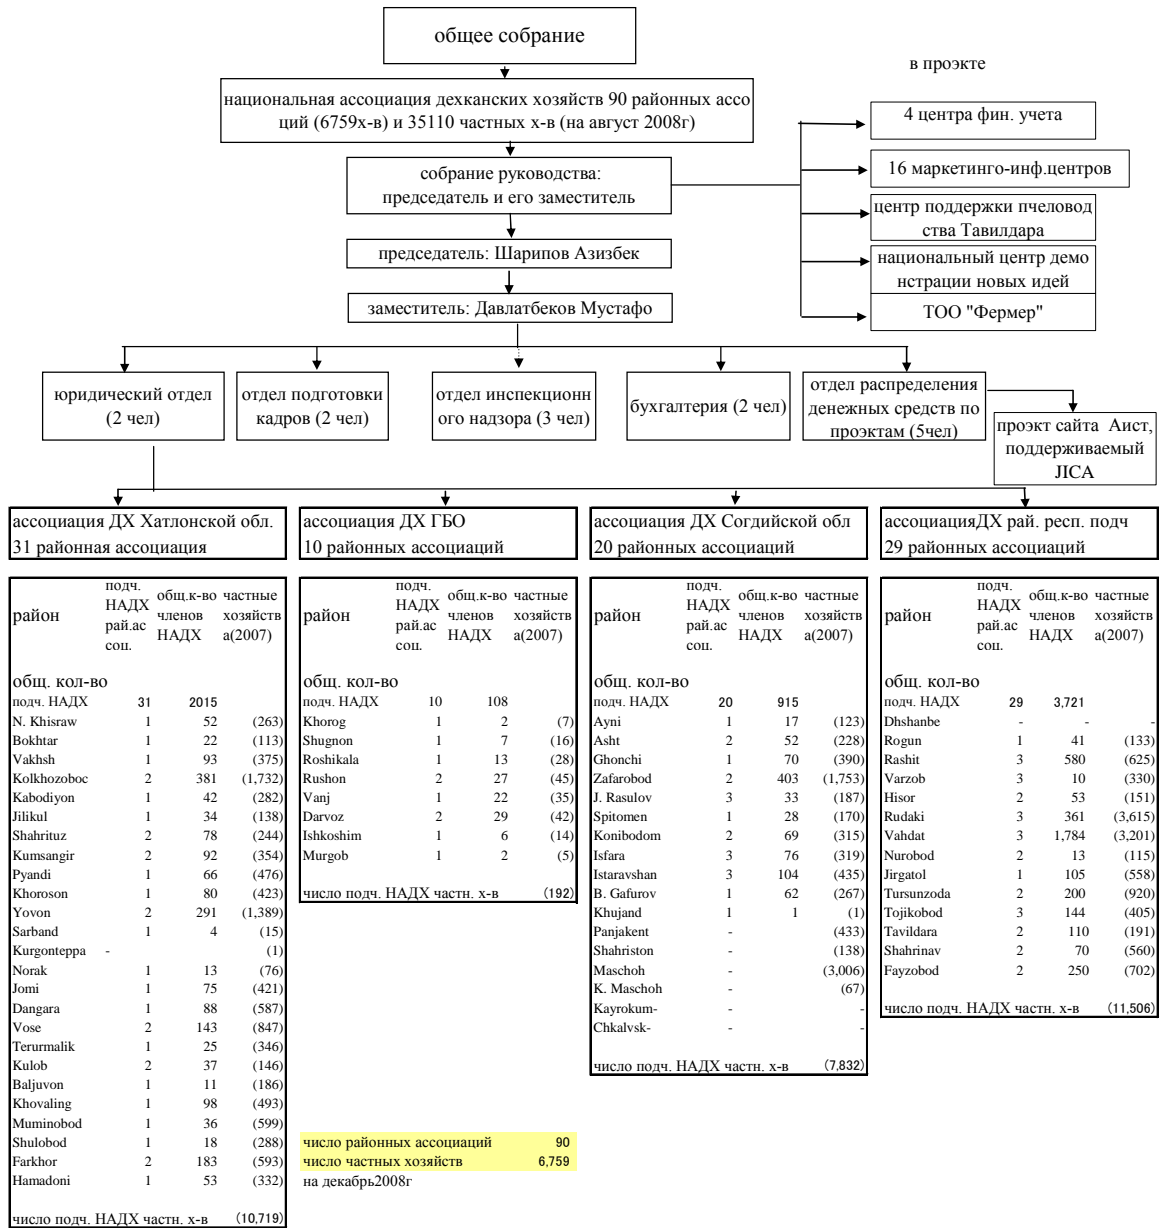 общее собрание
в проэкте
национальная ассоциация дехканских хозяйств 90 районных ассо
ций (6759х-в) и 35110 частных х-в (на август 2008г)
4 центра фин. учета
собрание руководства:
председатель и его заместитель
16 маркетинго-инф.центров
центр поддержки пчеловод
ства Тавилдара
председатель: Шарипов Азизбек
национальный центр демо
нстрации новых идей
заместитель: Давлатбеков Мустафо
ТОО "Фермер"
юридический отдел
(2 чел)
отдел подготовки
кадров (2 чел)
отдел инспекционн
ого надзора (3 чел)
бухгалтерия (2 чел)
отдел распределения
денежных средств по
проэктам (5чел)
проэкт сайта Аист,
поддерживаемый
JICA
ассоциация ДХ Хатлонской обл.
31 районная ассоциация
ассоциация ДХ ГБО
10 районных ассоциаций
ассоциация ДХ Согдийской обл
20 районных ассоциаций
ассоциацияДХ рай. респ. подч
29 районных ассоциаций
район
подч.
НАДХ
рай.ас
соц.
общ.к-во
членов
НАДХ
частные
хозяйств
а(2007)
общ. кол-во
подч. НАДХ 31 2015
N. Khisraw 1 52 (263)
Bokhtar 1 22 (113)
Vakhsh 1 93 (375)
Kolkhozoboc 2 381 (1,732)
Kabodiyon 1 42 (282)
Jilikul 1 34 (138)
Shahrituz 2 78 (244)
Kumsangir 2 92 (354)
Pyandi 1 66 (476)
Khoroson 1 80 (423)
Yovon 2 291 (1,389)
Sarband 1 4 (15)
Kurgonteppa - (1)
Norak 1 13 (76)
Jomi 1 75 (421)
Dangara 1 88 (587)
Vose 2 143 (847)
Terurmalik 1 25 (346)
Kulob 2 37 (146)
Baljuvon 1 11 (186)
Khovaling 1 98 (493)
Muminobod 1 36 (599)
Shulobod 1 18 (288)
Farkhor 2 183 (593)
Hamadoni 1 53 (332)
число подч. НАДХ частн. х-в (10,719)
район
подч.
НАДХ
рай.ас
соц.
общ.к-во
членов
НАДХ
частные
хозяйств
а(2007)
общ. кол-во
подч. НАДХ 10 108
Khorog 1 2 (7)
Shugnon 1 7 (16)
Roshikala 1 13 (28)
Rushon 2 27 (45)
Vanj 1 22 (35)
Darvoz 2 29 (42)
Ishkoshim 1 6 (14)
Murgob 1 2 (5)
число подч. НАДХ частн. х-в (192)
район
подч.
НАДХ
рай.ас
соц.
общ.к-во
членов
НАДХ
частные
хозяйств
а(2007)
общ. кол-во
подч. НАДХ 20 915
Ayni 1 17 (123)
Asht 2 52 (228)
Ghonchi 1 70 (390)
Zafarobod 2 403 (1,753)
J. Rasulov 3 33 (187)
Spitomen 1 28 (170)
Konibodom 2 69 (315)
Isfara 3 76 (319)
Istaravshan 3 104 (435)
B. Gafurov 1 62 (267)
Khujand 1 1 (1)
Panjakent - (433)
Shahriston - (138)
Maschoh - (3,006)
K. Maschoh - (67)
Kayrokum- - -
Chkalvsk- - -
число подч. НАДХ частн. х-в (7,832)
район
подч.
НАДХ
рай.ас
соц.
общ.к-во
членов
НАДХ
частные
хозяйств
а(2007)
общ. кол-во
подч. НАДХ 29 3,721
Dhshanbe - - -
Rogun 1 41 (133)
Rashit 3 580 (625)
Varzob 3 10 (330)
Hisor 2 53 (151)
Rudaki 3 361 (3,615)
Vahdat 3 1,784 (3,201)
Nurobod 2 13 (115)
Jirgatol 1 105 (558)
Tursunzoda 2 200 (920)
Tojikobod 3 144 (405)
Tavildara 2 110 (191)
Shahrinav 2 70 (560)
Fayzobod 2 250 (702)
число подч. НАДХ частн. х-в (11,506)
число районных ассоциаций 90
число частных хозяйств 6,759
на декабрь2008г